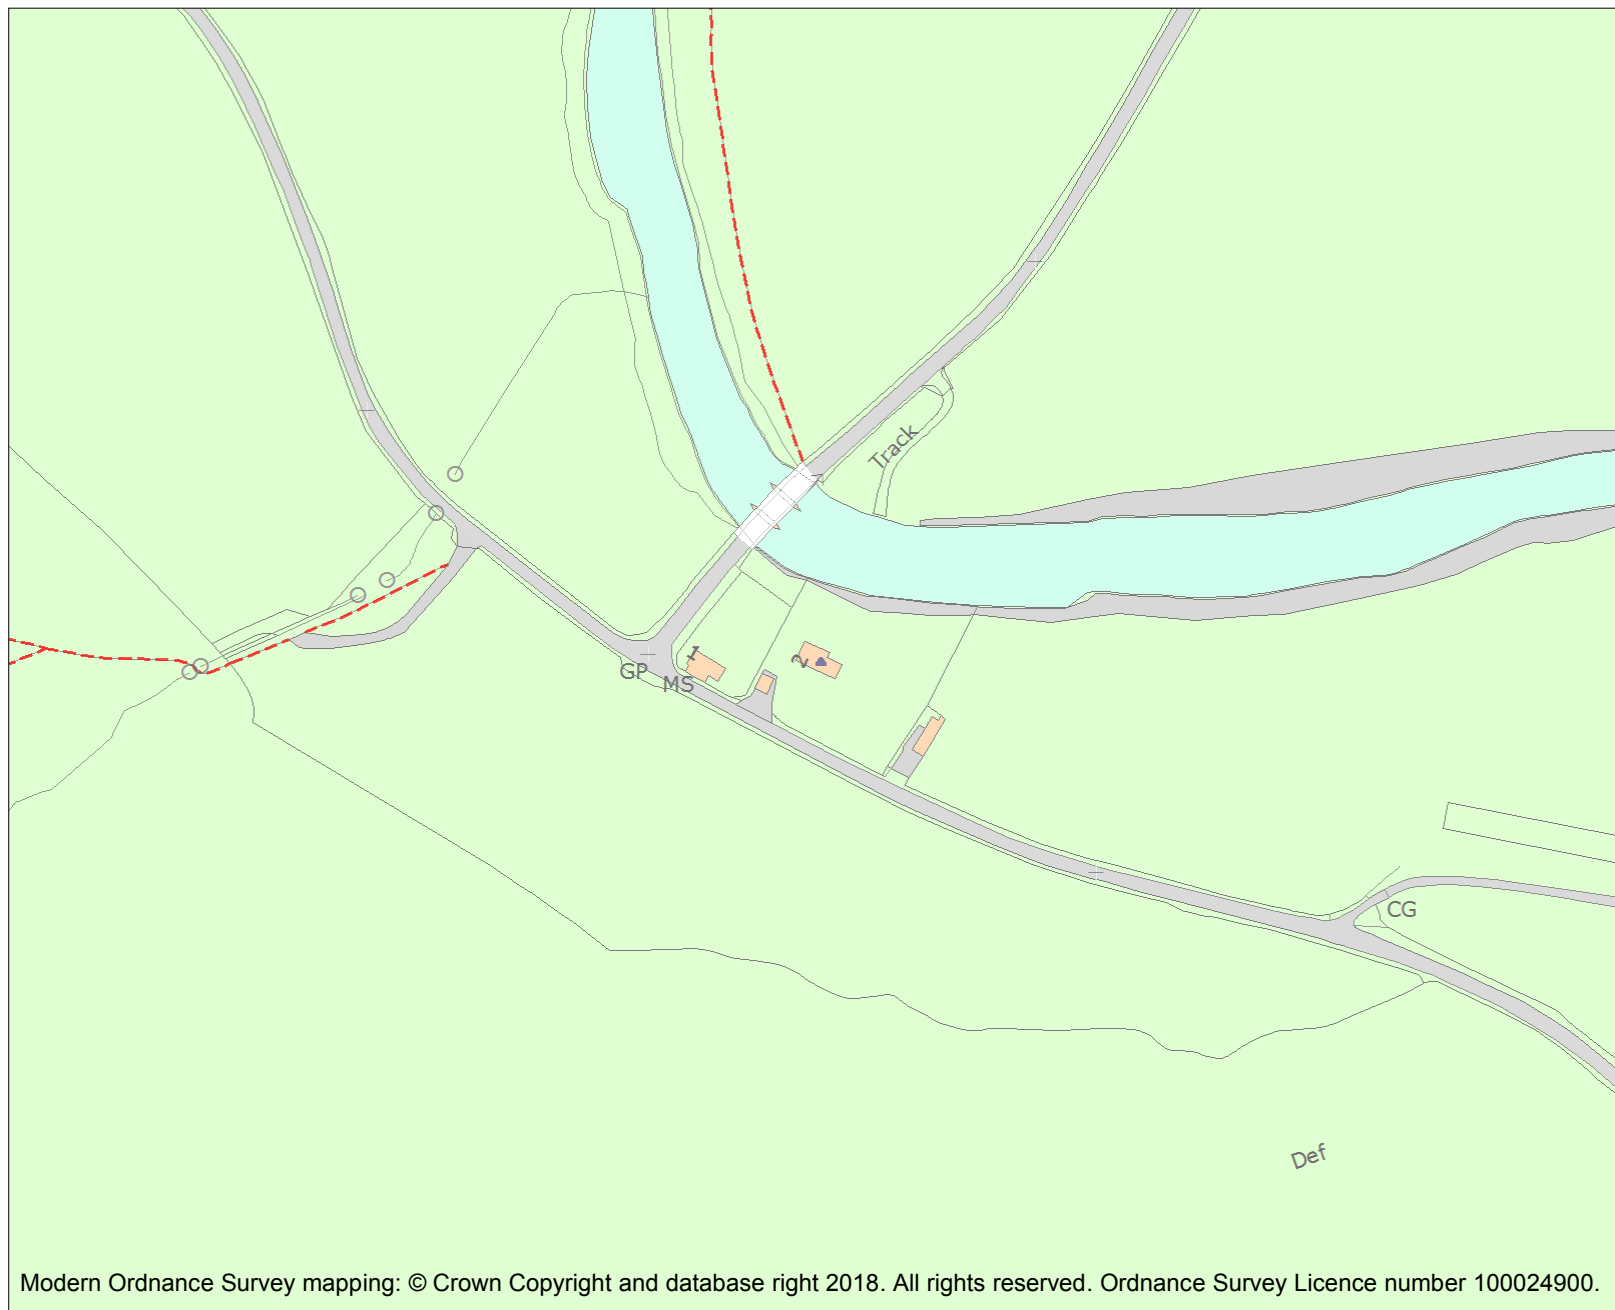 Track
1
2
GP
MS
CG
Def
Modern Ordnance Survey mapping: © Crown Copyright and database right 2018. All rights reserved. Ordnance Survey Licence number 100024900.